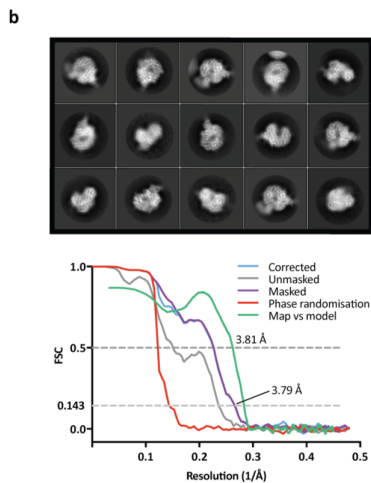 b
1.0
0.5
0.143
0.0
FSC
Corrected
Unmasked
Masked
Phase randomisation
Map vs model
3.81 Å
3.79 Å
0.1
0.2
0.3
0.4
0.5
Resolution (1/Å)